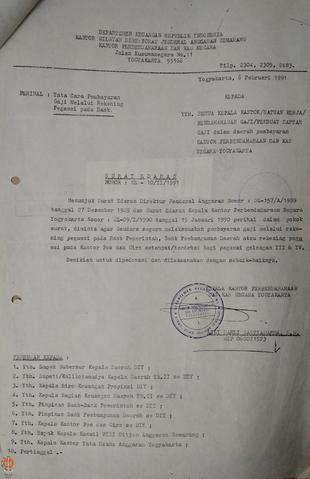 DEPARTEMEN KEUANGAN REPUBLIK INDONESIA
KANTOR WILAYAH DIREKTORAT JENDERAL ANGGARAN SEMARANG
KANTOR PERBENDAHARAAN DAN KAS NEGARA
Jalan Kusumanegara No.11
YOGYAKARTA 55166
Tilp. 2304, 2309, 2683.
Yogyakarta, 6 Pebruari 1991
PERIHAL : Tata Cara Pembayaran
Gaji Melalui Rekening
Pegawai pada Bank.
KEPADA
YTH. SEMUA KEPALA KANTOR/SATUAN KERJA/
BENDAHARAWAN GAJI/PEMBUAT DAFTAR
GAJI dalam daerah pembayaran
KANTOR PERBENDAHARAAN DAN KAS
NEGARA YOGYAKARTA
SURAT EDARAN
NOMOR : SE - 10/II/1991
Menunjuk Surat Edaran Direktur Jenderal Anggaran Nomor : SE-157/A/1989
tanggal 27 Desember 1989 dan Surat Edaran Kepala Kantor Perbendaharaan Negara
Yogyakarta Nomor : SE-09/I/1990 tanggal 15 Januari 1990 perihal dalam pokok
surat, diminta agar Saudara segera melaksanakan pembayaran gaji melalui reke-
ning pegawai pada Bank Pemerintah, Bank Pembangunan Daerah atau rekening pega
wai pada Kantor Pos dan Giro setempat/terdekat bagi pegawai golongan III & IV.
Demikian untuk dipedomani dan dilaksanakan dengan sebaik-baiknya.
KEPALA KANTOR PERBENDAHARAAN
DAN KAS NEGARA YOGYAKARTA
NIP 060011573
TEMBUSAN KEPADA :
1. Yth. Bapak Gubernur Kepala Daerah DIY ;
2. Yth. Bupati/Walikotamadya Kepala Daerah Tk.II se DIY ;
3. Yth. Kepala Biro Keuangan Propinsi DIY ;
4. Yth. Kepala Bagian Keuangan Daerah Tk.II se DIY ;
5. Yth. Pimpinan Bank-Bank Pemerintah se DIY ;
6. Yth. Pimpinan Bank Pembangunan Daerah se DIY ;
7. Yth. Kepala Kantor Pos dan Giro se DIY ;
8. Yth. Bapak Kepala Kanwil VIII Ditjen Anggaran Semarang ;
9. Yth. Kepala Kantor Tata Usaha Anggaran Yogyakarta ;
10. Pertinggal .-